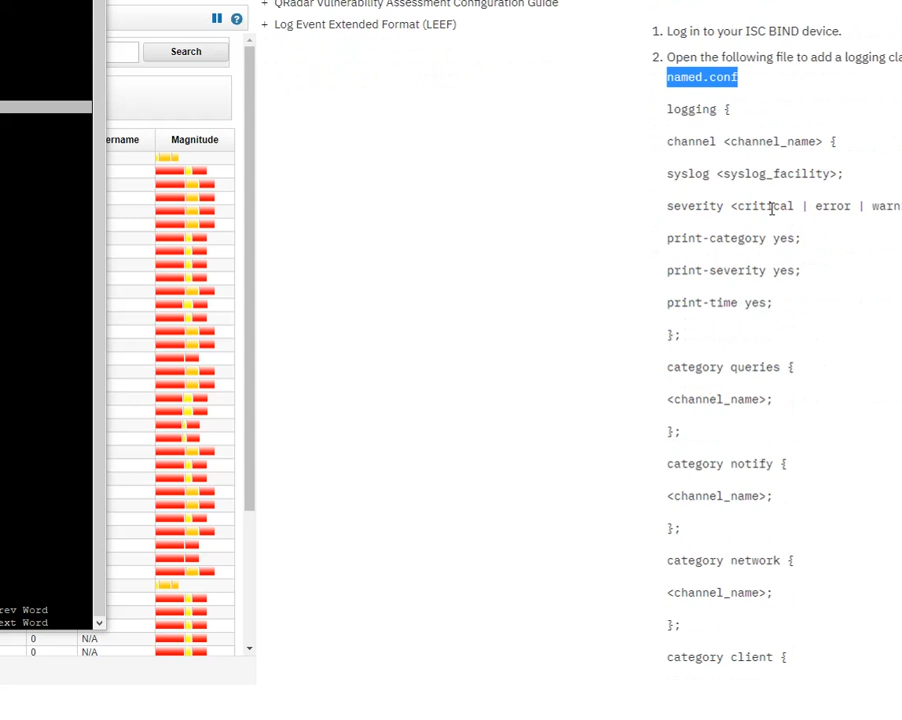 QRadar Vulnerability Assessment Configuration Guide
+ Log Event Extended Format (LEEF)
Search
ername Magnitude
rev Word
ext Word
0 N/A
0 N/A
1. Log in to your ISC BIND device.
2. Open the following file to add a logging cla
named.conf
logging {
channel <channel_name> {
syslog <syslog_facility>;
severity <critical | error | warn
print-category yes;
print-severity yes;
print-time yes;
};
category queries {
<channel_name>;
};
category notify {
<channel_name>;
};
category network {
<channel_name>;
};
category client {